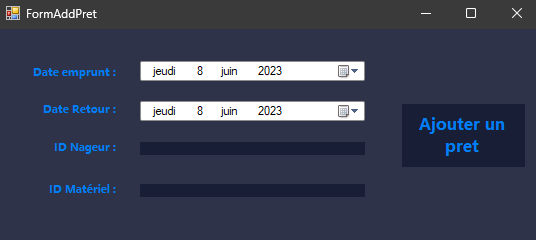 FormAddPret
Date emprunt :
jeudi 8 juin 2023
Date Retour :
jeudi 8 juin 2023
ID Nageur :
ID Matériel :
Ajouter un
pret